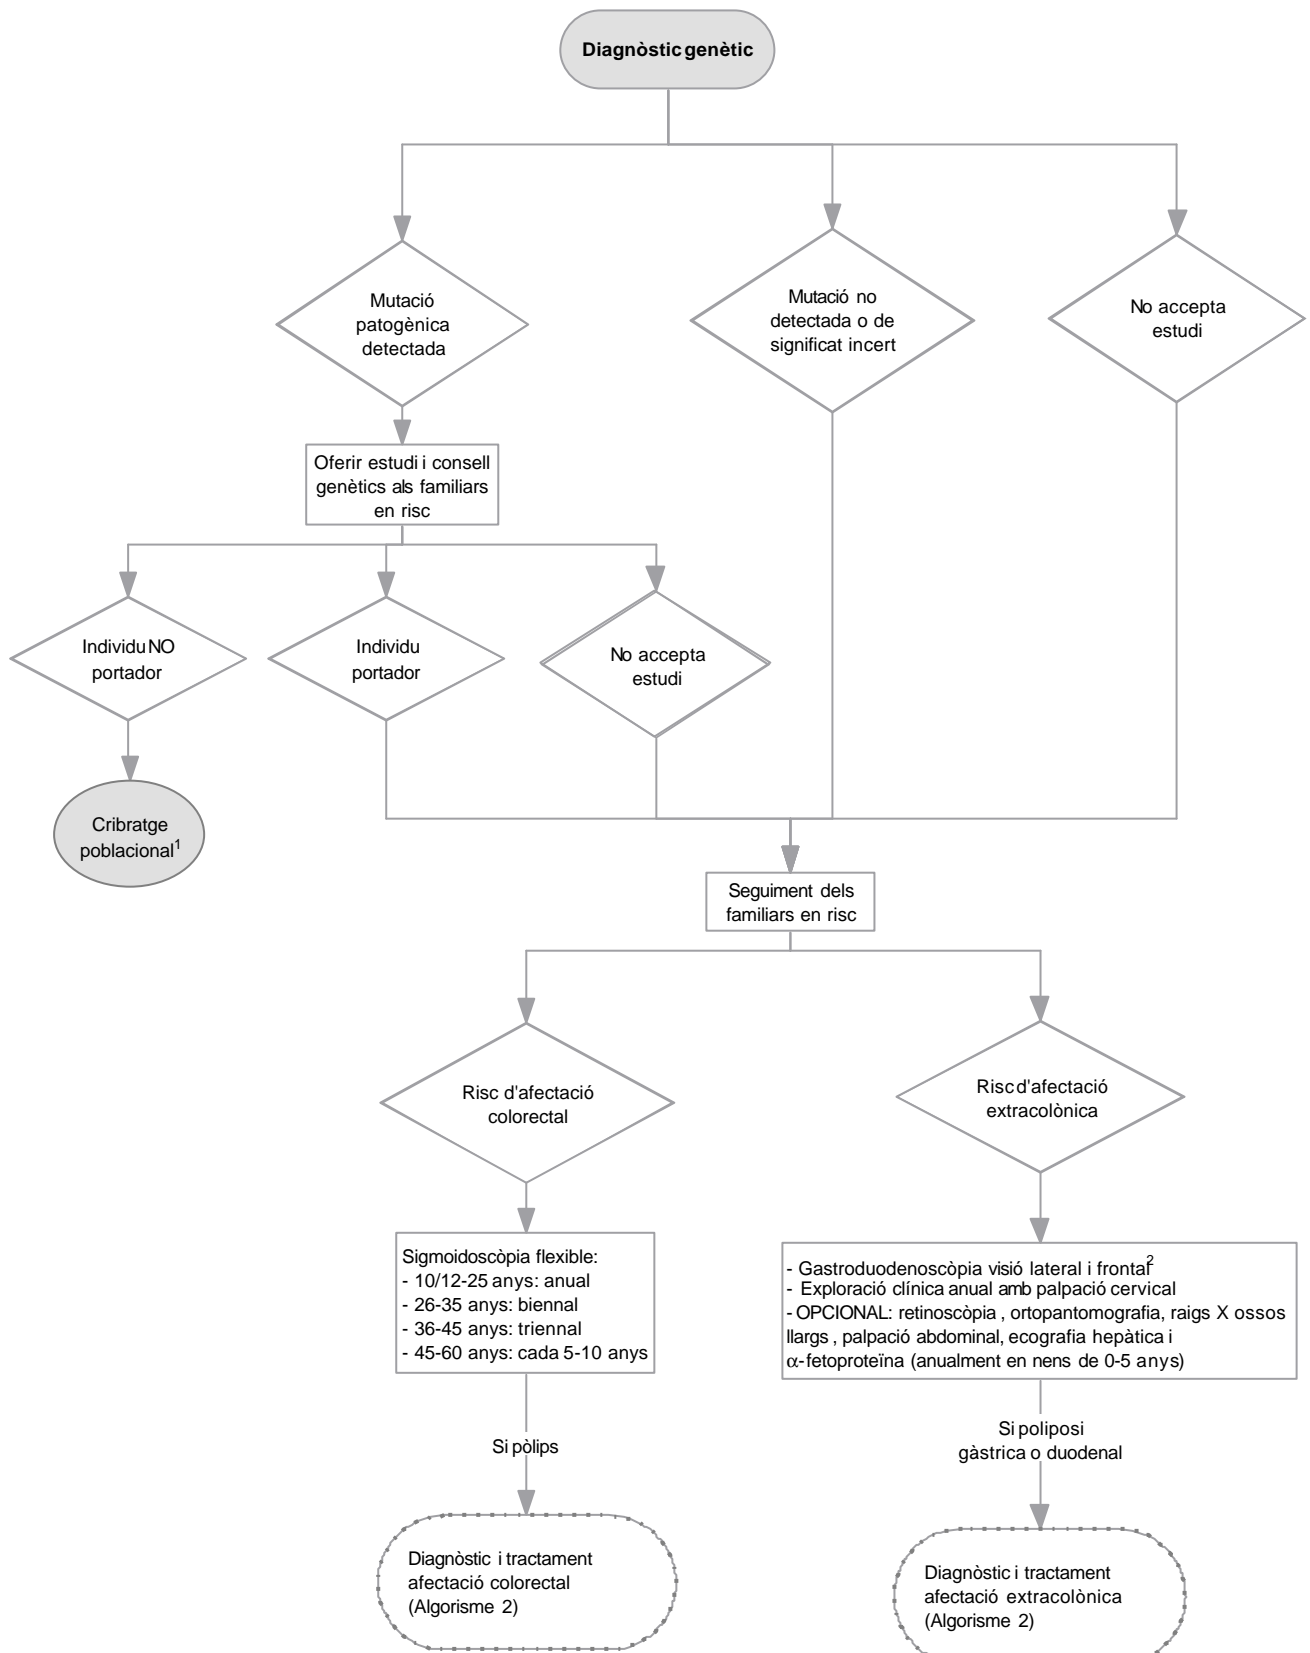 Diagnòstic genètic
Mutació
patogènica
detectada
Mutació no
detectada o de
significat incert
No accepta
estudi
Oferir estudi i consell
genètics als familiars
en risc
Individu NO
portador
Individu
portador
No accepta
estudi
Cribratge
poblacional¹
Seguiment dels
familiars en risc
Risc d'afectació
colorectal
Risc d'afectació
extracolònica
Sigmoidoscòpia flexible:
- 10/12-25 anys: anual
- 26-35 anys: biennal
- 36-45 anys: triennal
- 45-60 anys: cada 5-10 anys
- Gastroduodenoscòpia visió lateral i frontal²
- Exploració clínica anual amb palpació cervical
- OPCIONAL: retinoscòpia , ortopantomografia, raigs X ossos
llargs , palpació abdominal, ecografia hepàtica i
α-fetoproteïna (anualment en nens de 0-5 anys)
Si pòlips
Si poliposi
gàstrica o duodenal
Diagnòstic i tractament
afectació colorectal
(Algorisme 2)
Diagnòstic i tractament
afectació extracolònica
(Algorisme 2)